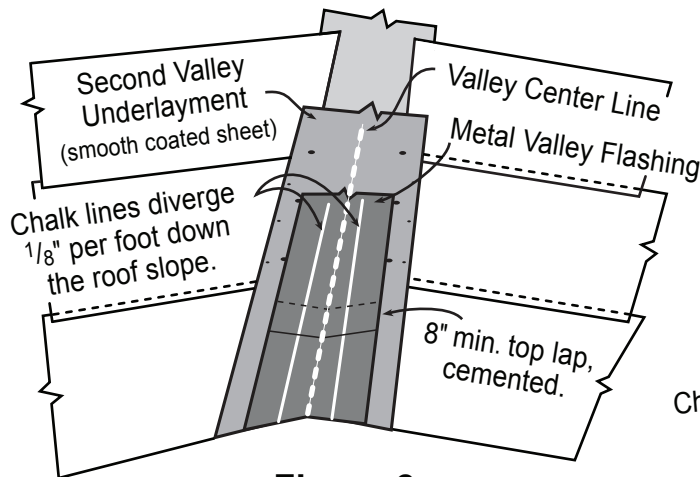 Second Valley
Underlayment
(smooth coated sheet)
Valley Center Line
Metal Valley Flashing
Chalk lines diverge
1/8" per foot down
the roof slope.
8" min. top lap,
cemented.
Ch